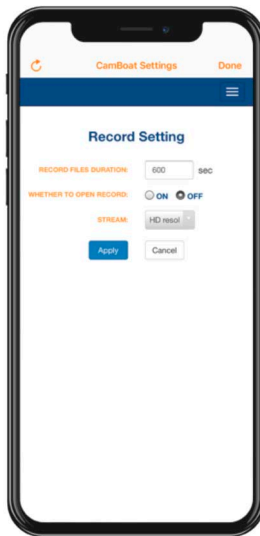 CamBoat Settings Done
Record Setting
RECORD FILES DURATION: 600 sec
WHETHER TO OPEN RECORD: ON OFF
STREAM: HD resol
Apply Cancel